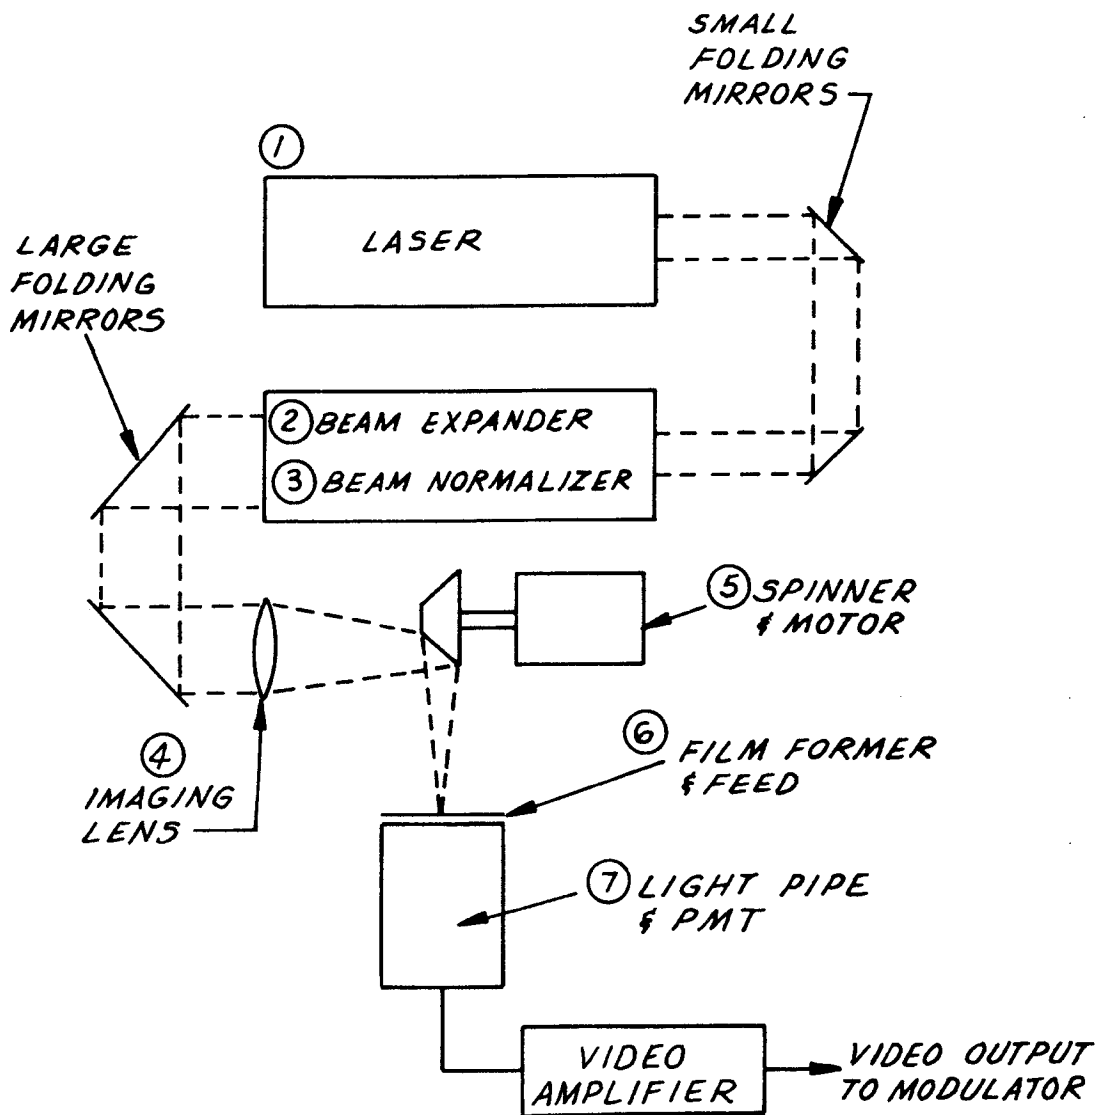 SMALL
FOLDING
MIRRORS
1
LASER
LARGE
FOLDING
MIRRORS
2 BEAM EXPANDER
3 BEAM NORMALIZER
5 SPINNER
& MOTOR
4
IMAGING
LENS
6 FILM FORMER
& FEED
7 LIGHT PIPE
& PMT
VIDEO
AMPLIFIER
VIDEO OUTPUT
TO MODULATOR